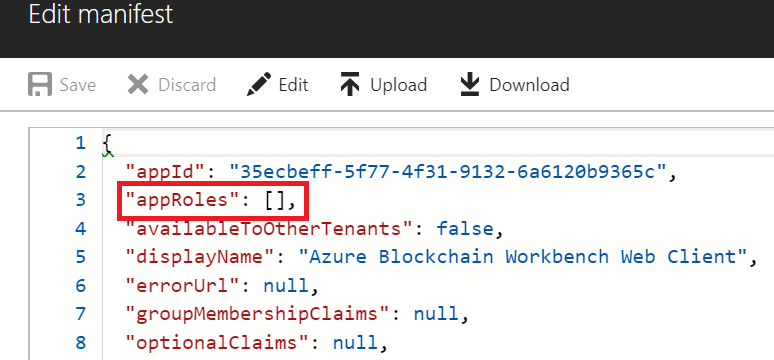 Edit manifest
Save Discard Edit Upload Download
1 {
2 "appId": "35ecbeff-5f77-4f31-9132-6a6120b9365c",
3 "appRoles": [],
4 "availableToOtherTenants": false,
5 "displayName": "Azure Blockchain Workbench Web Client",
6 "errorUrl": null,
7 "groupMembershipClaims": null,
8 "optionalClaims": null,